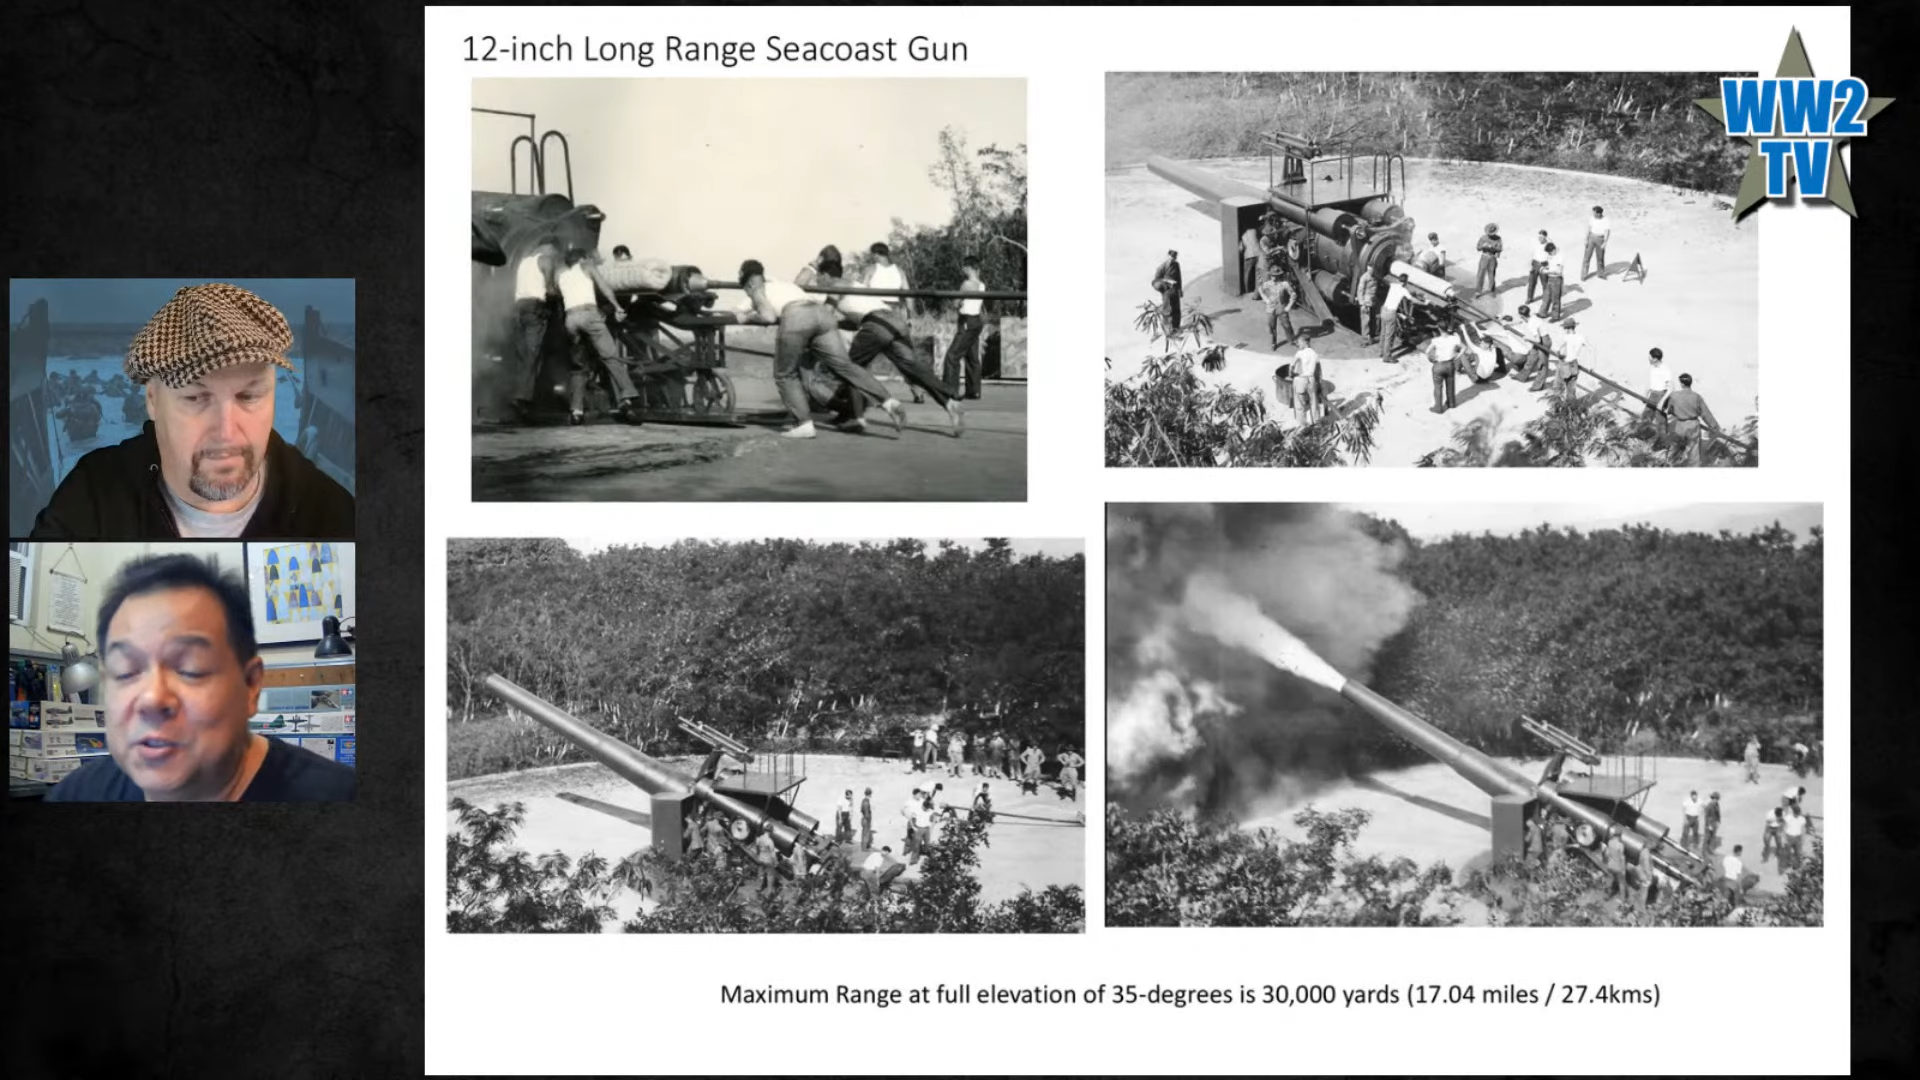 12-inch Long Range Seacoast Gun
WW2
TV
Maximum Range at full elevation of 35-degrees is 30,000 yards (17.04 miles / 27.4kms)